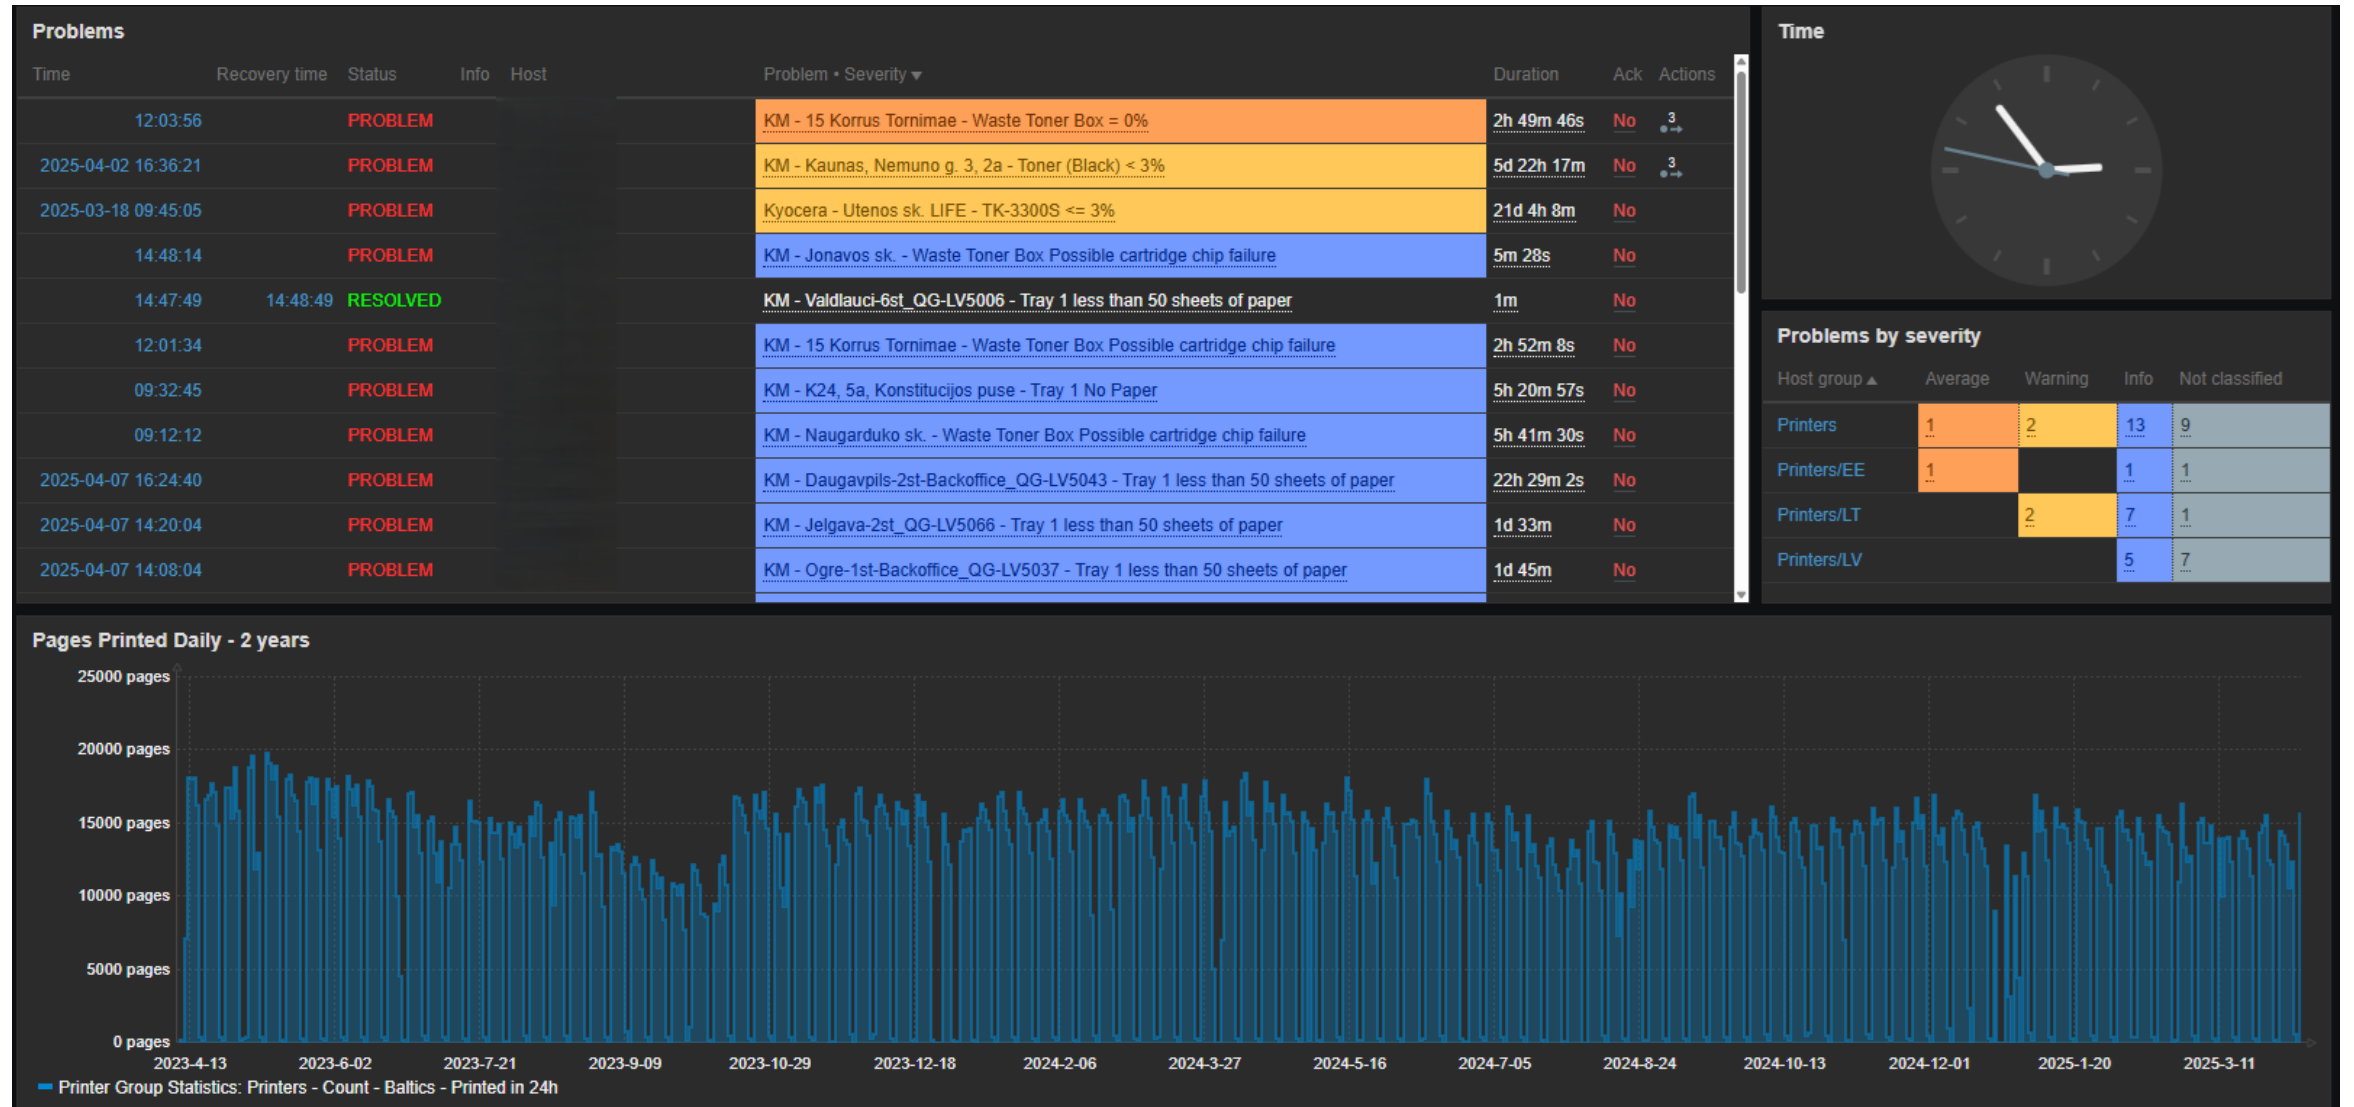 Problems
Time Recovery time Status Info Host Problem • Severity ▼ Duration Ack Actions
12:03:56 PROBLEM KM - 15 Korrus Tornimae - Waste Toner Box = 0% 2h 49m 46s No 3
2025-04-02 16:36:21 PROBLEM KM - Kaunas, Nemuno g. 3, 2a - Toner (Black) < 3% 5d 22h 17m No 3
2025-03-18 09:45:05 PROBLEM Kyocera - Utenos sk. LIFE - TK-3300S <= 3% 21d 4h 8m No
14:48:14 PROBLEM KM - Jonavos sk. - Waste Toner Box Possible cartridge chip failure 5m 28s No
14:47:49 14:48:49 RESOLVED KM - Valdlauci-6st_QG-LV5006 - Tray 1 less than 50 sheets of paper 1m No
12:01:34 PROBLEM KM - 15 Korrus Tornimae - Waste Toner Box Possible cartridge chip failure 2h 52m 8s No
09:32:45 PROBLEM KM - K24, 5a, Konstitucijos puse - Tray 1 No Paper 5h 20m 57s No
09:12:12 PROBLEM KM - Naugarduko sk. - Waste Toner Box Possible cartridge chip failure 5h 41m 30s No
2025-04-07 16:24:40 PROBLEM KM - Daugavpils-2st-Backoffice_QG-LV5043 - Tray 1 less than 50 sheets of paper 22h 29m 2s No
2025-04-07 14:20:04 PROBLEM KM - Jelgava-2st_QG-LV5066 - Tray 1 less than 50 sheets of paper 1d 33m No
2025-04-07 14:08:04 PROBLEM KM - Ogre-1st-Backoffice_QG-LV5037 - Tray 1 less than 50 sheets of paper 1d 45m No
Time
Problems by severity
Host group ▲ Average Warning Info Not classified
Printers 1 2 13 9
Printers/EE 1 1 1
Printers/LT 2 7 1
Printers/LV 5 7
Pages Printed Daily - 2 years
25000 pages
20000 pages
15000 pages
10000 pages
5000 pages
0 pages
2023-4-13 2023-6-02 2023-7-21 2023-9-09 2023-10-29 2023-12-18 2024-2-06 2024-3-27 2024-5-16 2024-7-05 2024-8-24 2024-10-13 2024-12-01 2025-1-20 2025-3-11
Printer Group Statistics: Printers - Count - Baltics - Printed in 24h